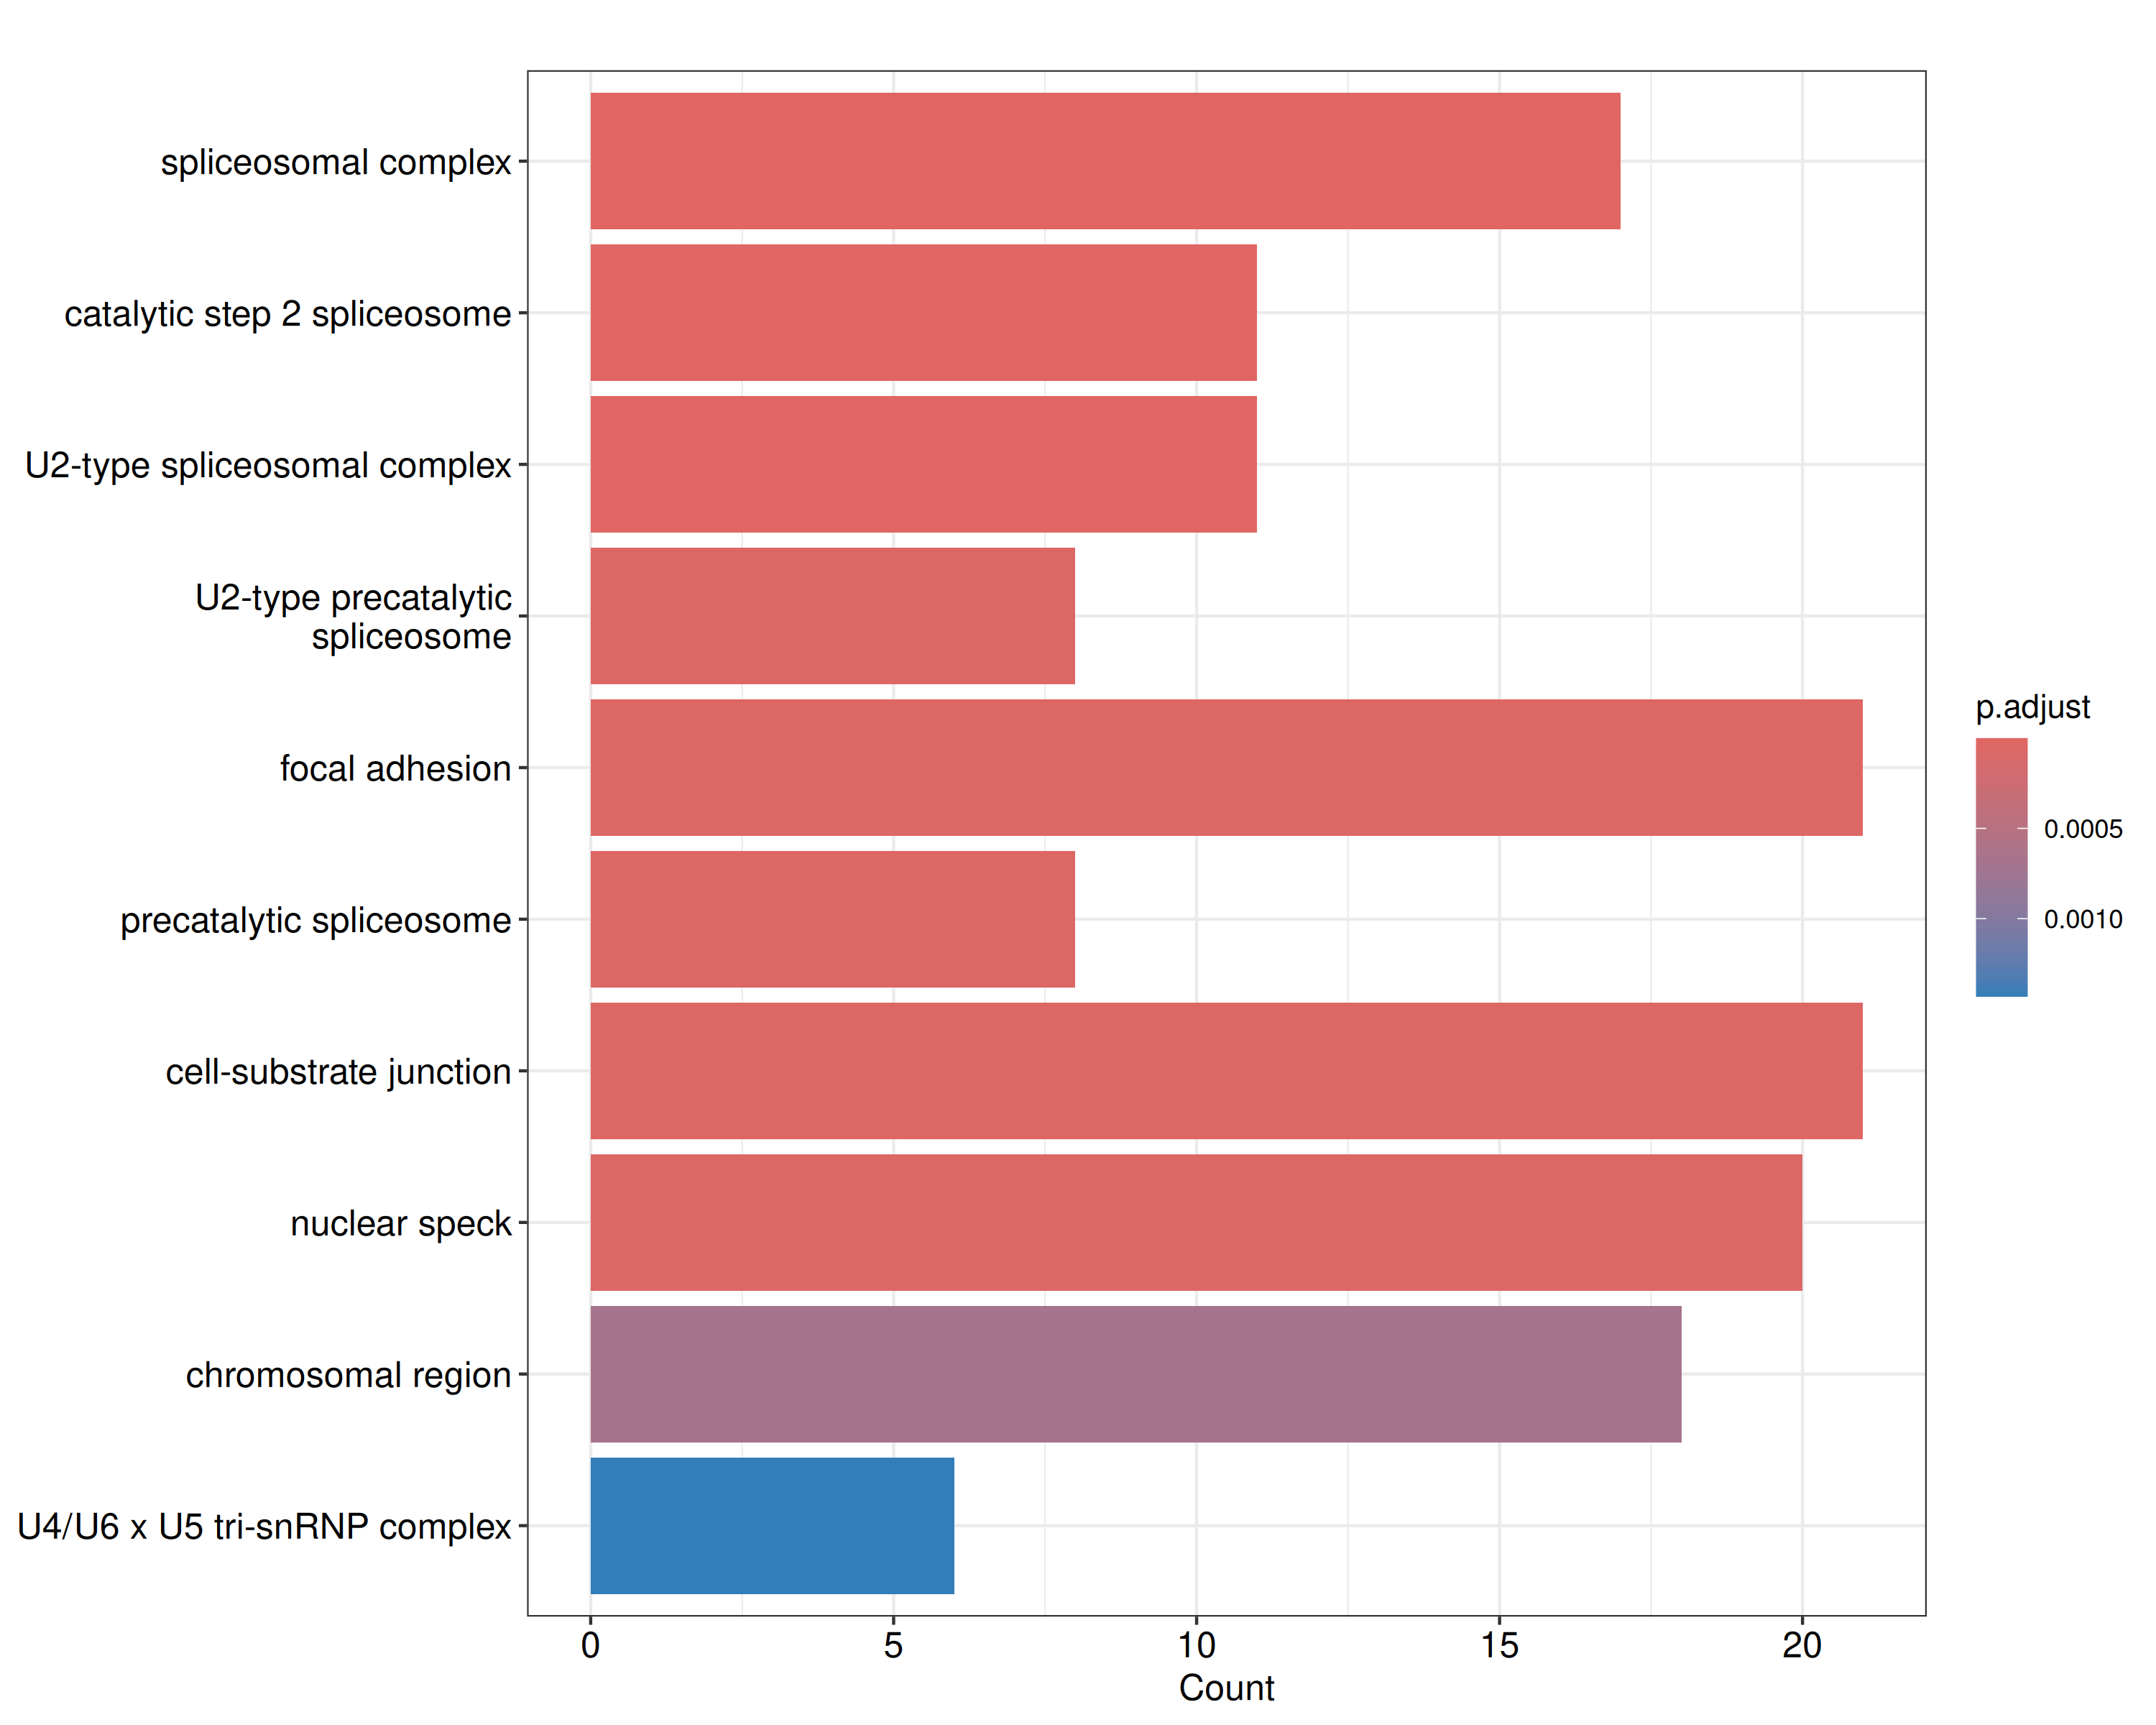 spliceosomal complex
catalytic step 2 spliceosome
U2-type spliceosomal complex
U2-type precatalytic
spliceosome
focal adhesion
precatalytic spliceosome
cell-substrate junction
nuclear speck
chromosomal region
U4/U6 x U5 tri-snRNP complex
0 5 10 15 20
Count
p.adjust
0.0005
0.0010